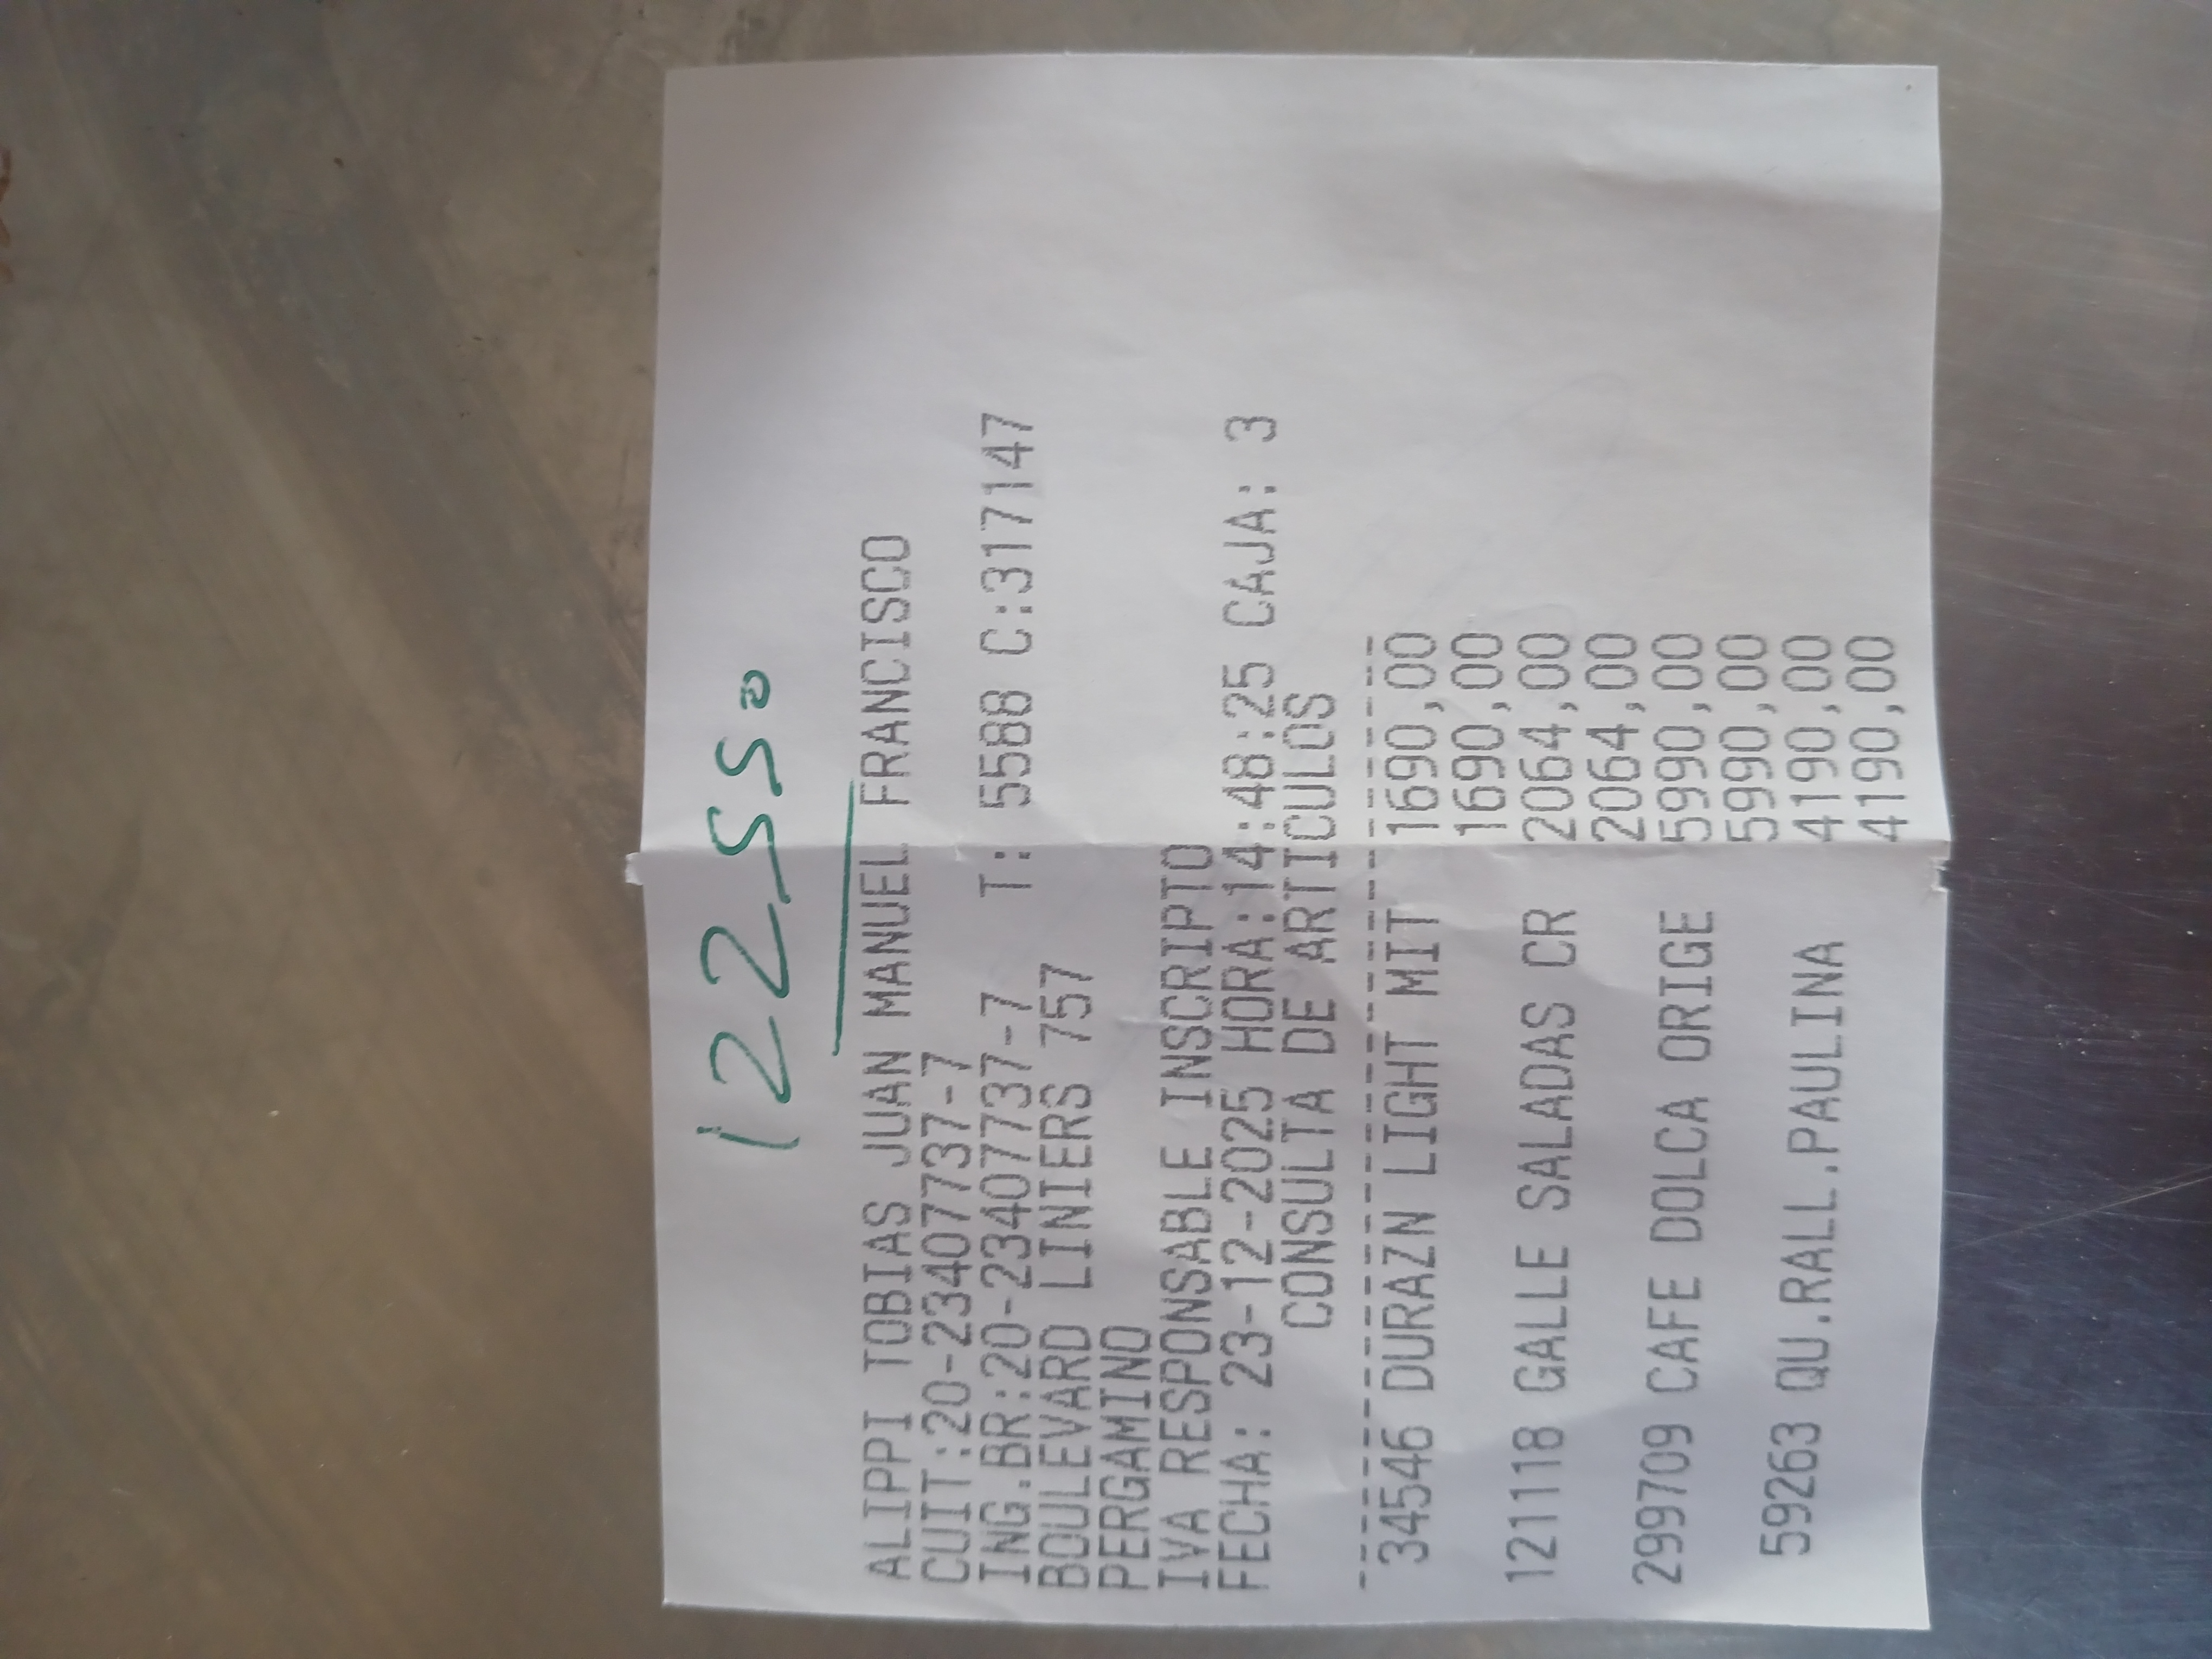 12250
ALIPPI TOBIAS JUAN MANUEL FRANCISCO
CUIT:20-23407737-7
ING.BR:20-23407737-7 T: 5588 C:317147
BOULEVARD LINIERS 757
PERGAMINO
IVA RESPONSABLE INSCRIPTO
FECHA: 23-12-2025 HORA:14:48:25 CAJA: 3
CONSULTA DE ARTICULOS
--------------------------------
34546 DURAZN LIGHT MIT 1690,00
1690,00
121118 GALLE SALADAS CR 2064,00
2064,00
299709 CAFE DOLCA ORIGE 5990,00
5990,00
59263 QU.RALL.PAULINA 4190,00
4190,00